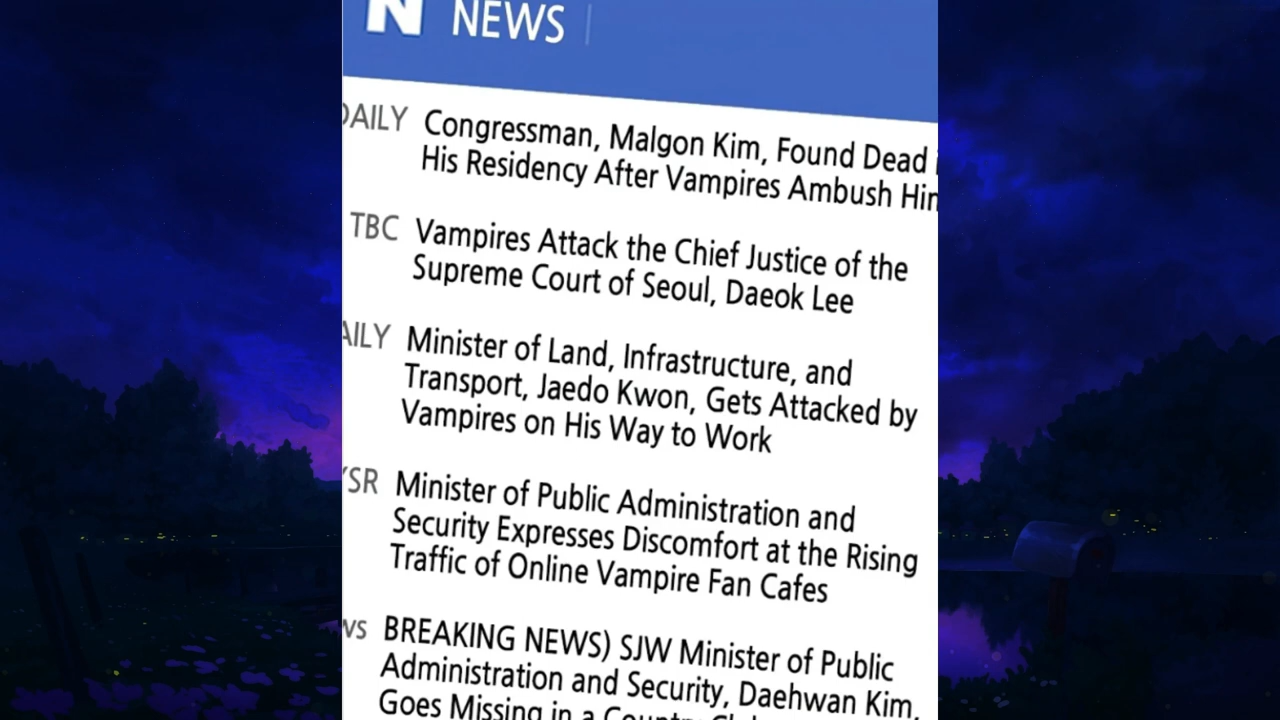 N NEWS
DAILY Congressman, Malgon Kim, Found Dead
His Residency After Vampires Ambush Him
TBC Vampires Attack the Chief Justice of the
Supreme Court of Seoul, Daeok Lee
AILY Minister of Land, Infrastructure, and
Transport, Jaedo Kwon, Gets Attacked by
Vampires on His Way to Work
YSR Minister of Public Administration and
Security Expresses Discomfort at the Rising
Traffic of Online Vampire Fan Cafes
ws BREAKING NEWS) SJW Minister of Public
Administration and Security, Daehwan Kim,
Goes Missing in a Country Club